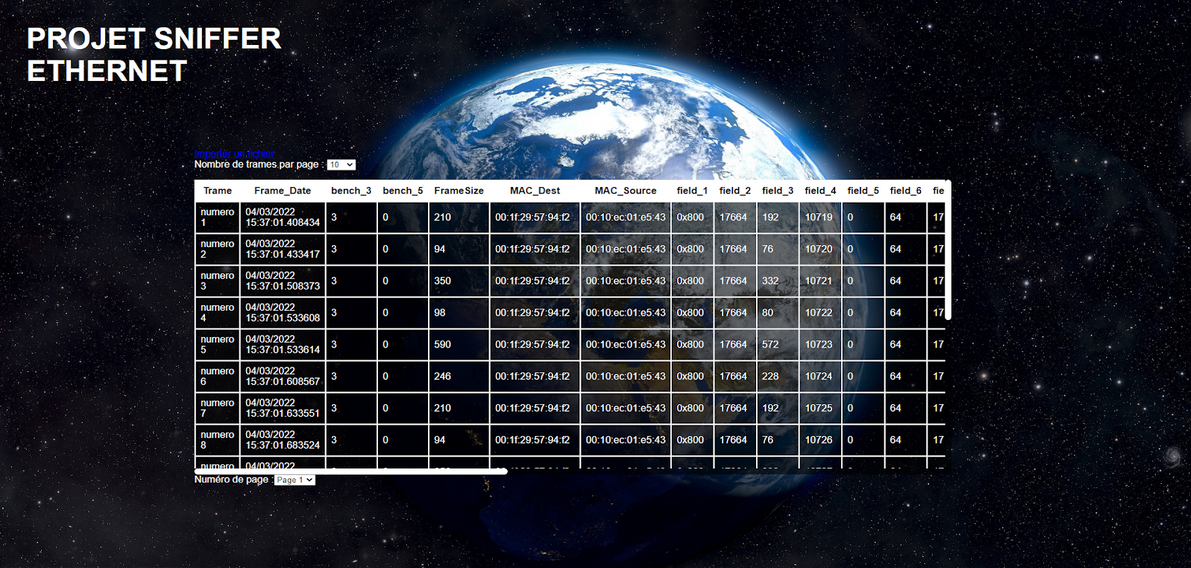 PROJET SNIFFER
ETHERNET
Importer un fichier
Nombre de trames par page : 10
Trame Frame_Date bench_3 bench_5 FrameSize MAC_Dest MAC_Source field_1 field_2 field_3 field_4 field_5 field_6 fie
numero 1 04/03/2022 15:37:01.408434 3 0 210 00:1f:29:57:94:f2 00:10:ec:01:e5:43 0x800 17664 192 10719 0 64 17
numero 2 04/03/2022 15:37:01.433417 3 0 94 00:1f:29:57:94:f2 00:10:ec:01:e5:43 0x800 17664 76 10720 0 64 17
numero 3 04/03/2022 15:37:01.508373 3 0 350 00:1f:29:57:94:f2 00:10:ec:01:e5:43 0x800 17664 332 10721 0 64 17
numero 4 04/03/2022 15:37:01.533608 3 0 98 00:1f:29:57:94:f2 00:10:ec:01:e5:43 0x800 17664 80 10722 0 64 17
numero 5 04/03/2022 15:37:01.533614 3 0 590 00:1f:29:57:94:f2 00:10:ec:01:e5:43 0x800 17664 572 10723 0 64 17
numero 6 04/03/2022 15:37:01.608567 3 0 246 00:1f:29:57:94:f2 00:10:ec:01:e5:43 0x800 17664 228 10724 0 64 17
numero 7 04/03/2022 15:37:01.633551 3 0 210 00:1f:29:57:94:f2 00:10:ec:01:e5:43 0x800 17664 192 10725 0 64 17
numero 8 04/03/2022 15:37:01.683524 3 0 94 00:1f:29:57:94:f2 00:10:ec:01:e5:43 0x800 17664 76 10726 0 64 17
numero 04/03/2022
Numéro de page : Page 1